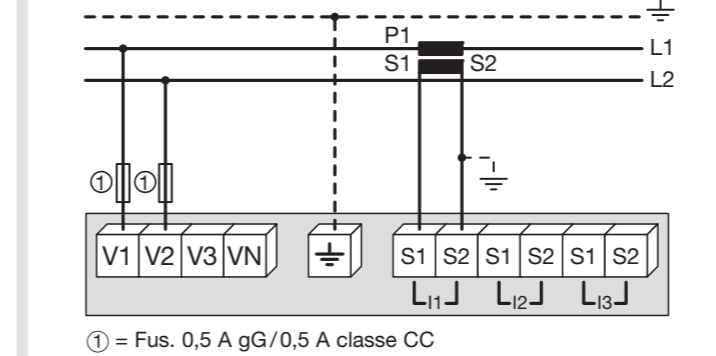 P1
L1
S1 S2
L2
① ①
V1 V2 V3 VN S1 S2 S1 S2 S1 S2
I1 I2 I3
① = Fus. 0,5 A gG/0,5 A classe CC